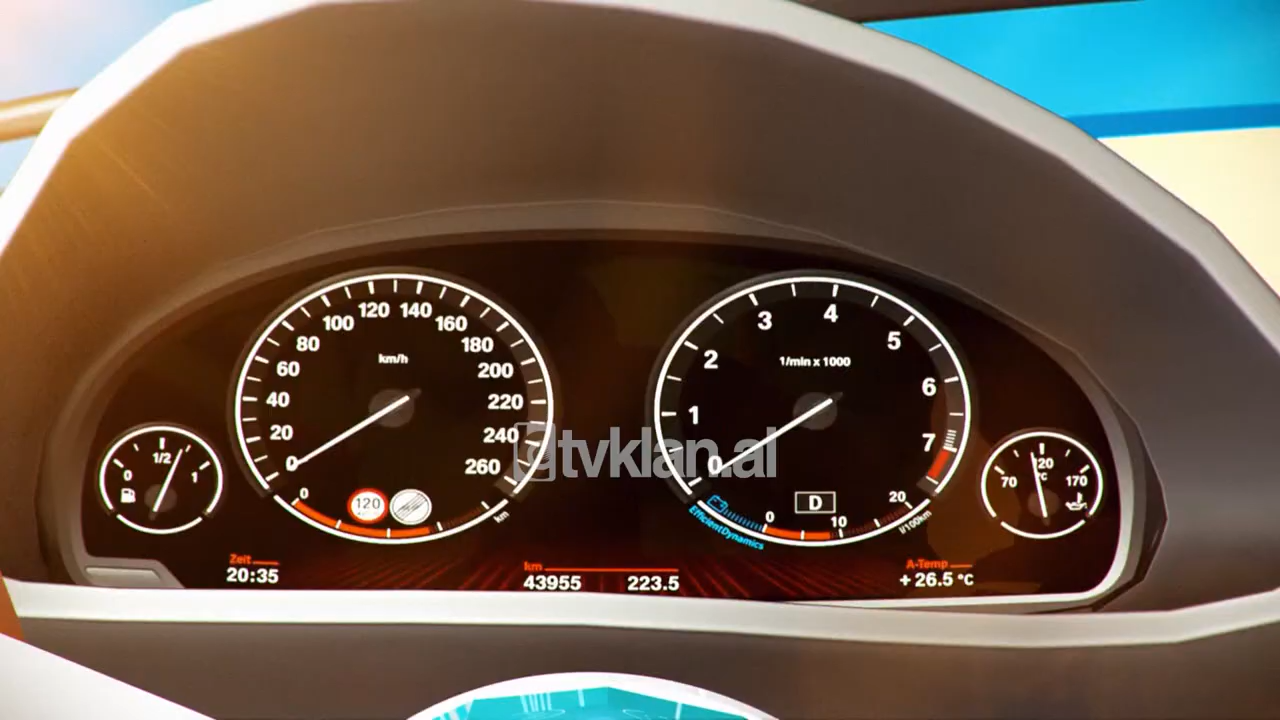 120 140
100 160
80 180
60 200
40 220
20 240
0 260
km/h
0 km
120
1/2
0 1
3 4 5
2 6
1 7
0
1/min x 1000
D
0 10 20
l/100km
EfficientDynamics
120
70 °C 170
tvklan.al
Zeit
20:35
km
43955 223.5
A-Temp
+ 26.5 °C